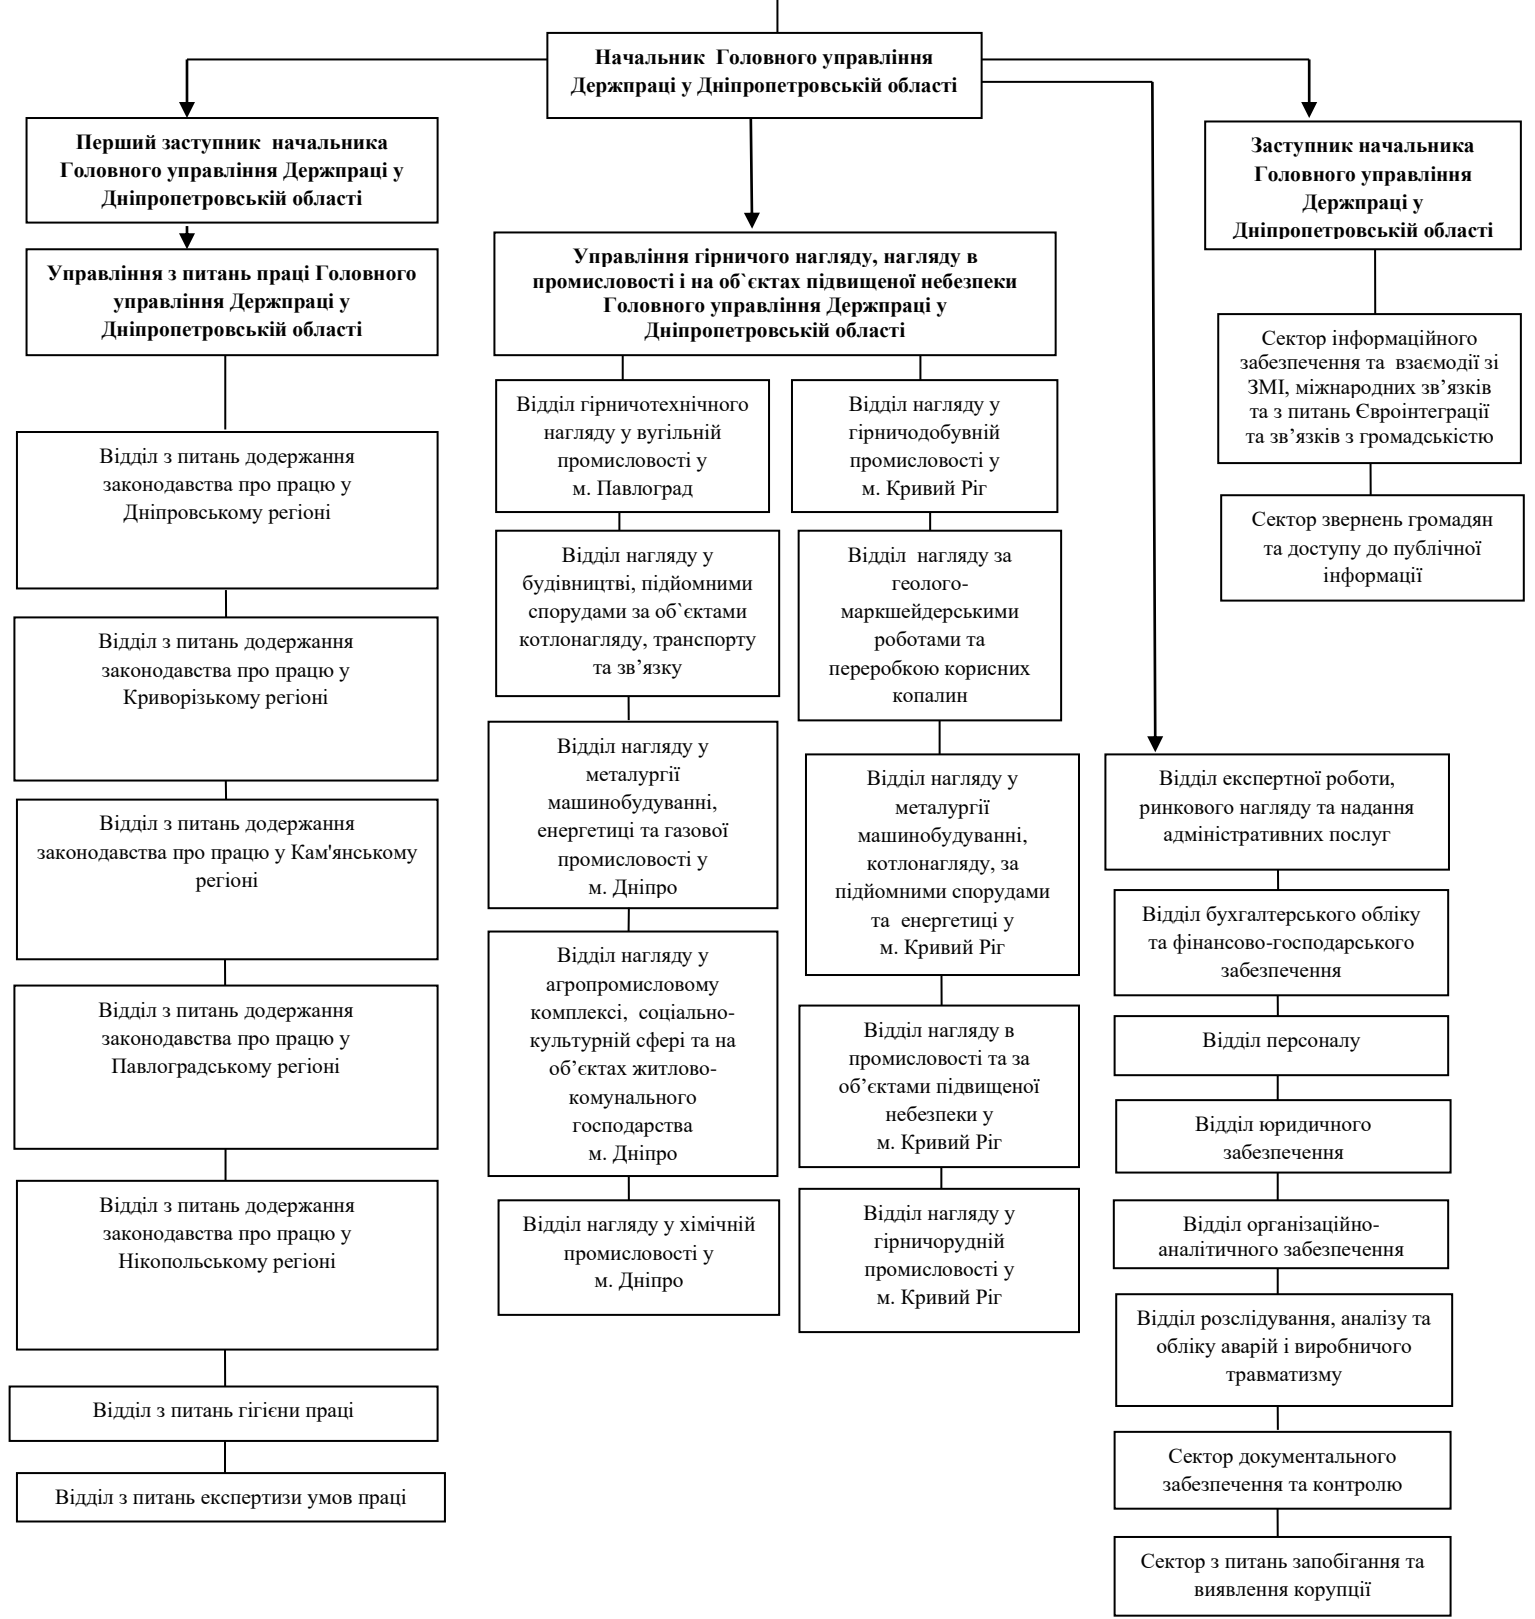 Начальник Головного управління
Держпраці у Дніпропетровській області
Перший заступник начальника
Головного управління Держпраці у
Дніпропетровській області
Управління з питань праці Головного
управління Держпраці у
Дніпропетровській області
Відділ з питань додержання
законодавства про працю у
Дніпровському регіоні
Відділ з питань додержання
законодавства про працю у
Криворізькому регіоні
Відділ з питань додержання
законодавства про працю у Кам'янському
регіоні
Відділ з питань додержання
законодавства про працю у
Павлоградському регіоні
Відділ з питань додержання
законодавства про працю у
Нікопольському регіоні
Відділ з питань гігієни праці
Відділ з питань експертизи умов праці
Управління гірничого нагляду, нагляду в
промисловості і на об`єктах підвищеної небезпеки
Головного управління Держпраці у
Дніпропетровській області
Відділ гірничотехнічного
нагляду у вугільній
промисловості у
м. Павлоград
Відділ нагляду у
будівництві, підйомними
спорудами за об`єктами
котлонагляду, транспорту
та зв’язку
Відділ нагляду у
металургії
машинобудуванні,
енергетиці та газової
промисловості у
м. Дніпро
Відділ нагляду у
агропромисловому
комплексі, соціально-
культурній сфері та на
об’єктах житлово-
комунального
господарства
м. Дніпро
Відділ нагляду у хімічній
промисловості у
м. Дніпро
Відділ нагляду у
гірничодобувній
промисловості у
м. Кривий Ріг
Відділ нагляду за
геолого-
маркшейдерськими
роботами та
переробкою корисних
копалин
Відділ нагляду у
металургії
машинобудуванні,
котлонагляду, за
підйомними спорудами
та енергетиці у
м. Кривий Ріг
Відділ нагляду в
промисловості та за
об’єктами підвищеної
небезпеки у
м. Кривий Ріг
Відділ нагляду у
гірничорудній
промисловості у
м. Кривий Ріг
Заступник начальника
Головного управління
Держпраці у
Дніпропетровській області
Сектор інформаційного
забезпечення та взаємодії зі
ЗМІ, міжнародних зв’язків
та з питань Євроінтеграції
та зв’язків з громадськістю
Сектор звернень громадян
та доступу до публічної
інформації
Відділ експертної роботи,
ринкового нагляду та надання
адміністративних послуг
Відділ бухгалтерського обліку
та фінансово-господарського
забезпечення
Відділ персоналу
Відділ юридичного
забезпечення
Відділ організаційно-
аналітичного забезпечення
Відділ розслідування, аналізу та
обліку аварій і виробничого
травматизму
Сектор документального
забезпечення та контролю
Сектор з питань запобігання та
виявлення корупції